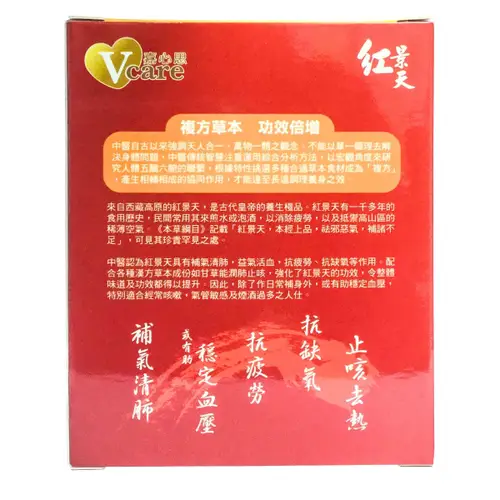 嘉心思
Vcare
紅景天
複方草本 功效倍增
中醫自古以來強調天人合一，萬物一體之觀念。不能以單一原理去解
決身體問題。中醫傳統智慧注重運用綜合分析方法，以宏觀角度來研
究人體五臟六腑的聯繫，根據特性挑選多種合適草本食材成為「複方」
，產生相輔相成的協同作用，才能達至長遠調理養身之效
來自西藏高原的紅景天，是古代皇帝的養生極品。紅景天有一千多年的
食用歷史，民間常用其來煎水或泡酒，以消除疲勞，以及抵禦高山區的
稀薄空氣。《本草綱目》記載「紅景天，本經上品，祛邪惡氣，補諸不
足」，可見其珍貴罕見之處。
中醫認為紅景天具有補氣清肺，益氣活血、抗疲勞、抗缺氧等作用。配
合各種漢方草本成份如甘草能潤肺止咳，強化了紅景天的功效，令整體
味道及功效都得以提升。因此，除了作日常補身外，或有助穩定血壓，
特別適合經常咳嗽，氣管敏感及煙酒過多之人仕。
止咳去熱
抗缺氧
抗疲勞
或有助
穩定血壓
補氣清肺